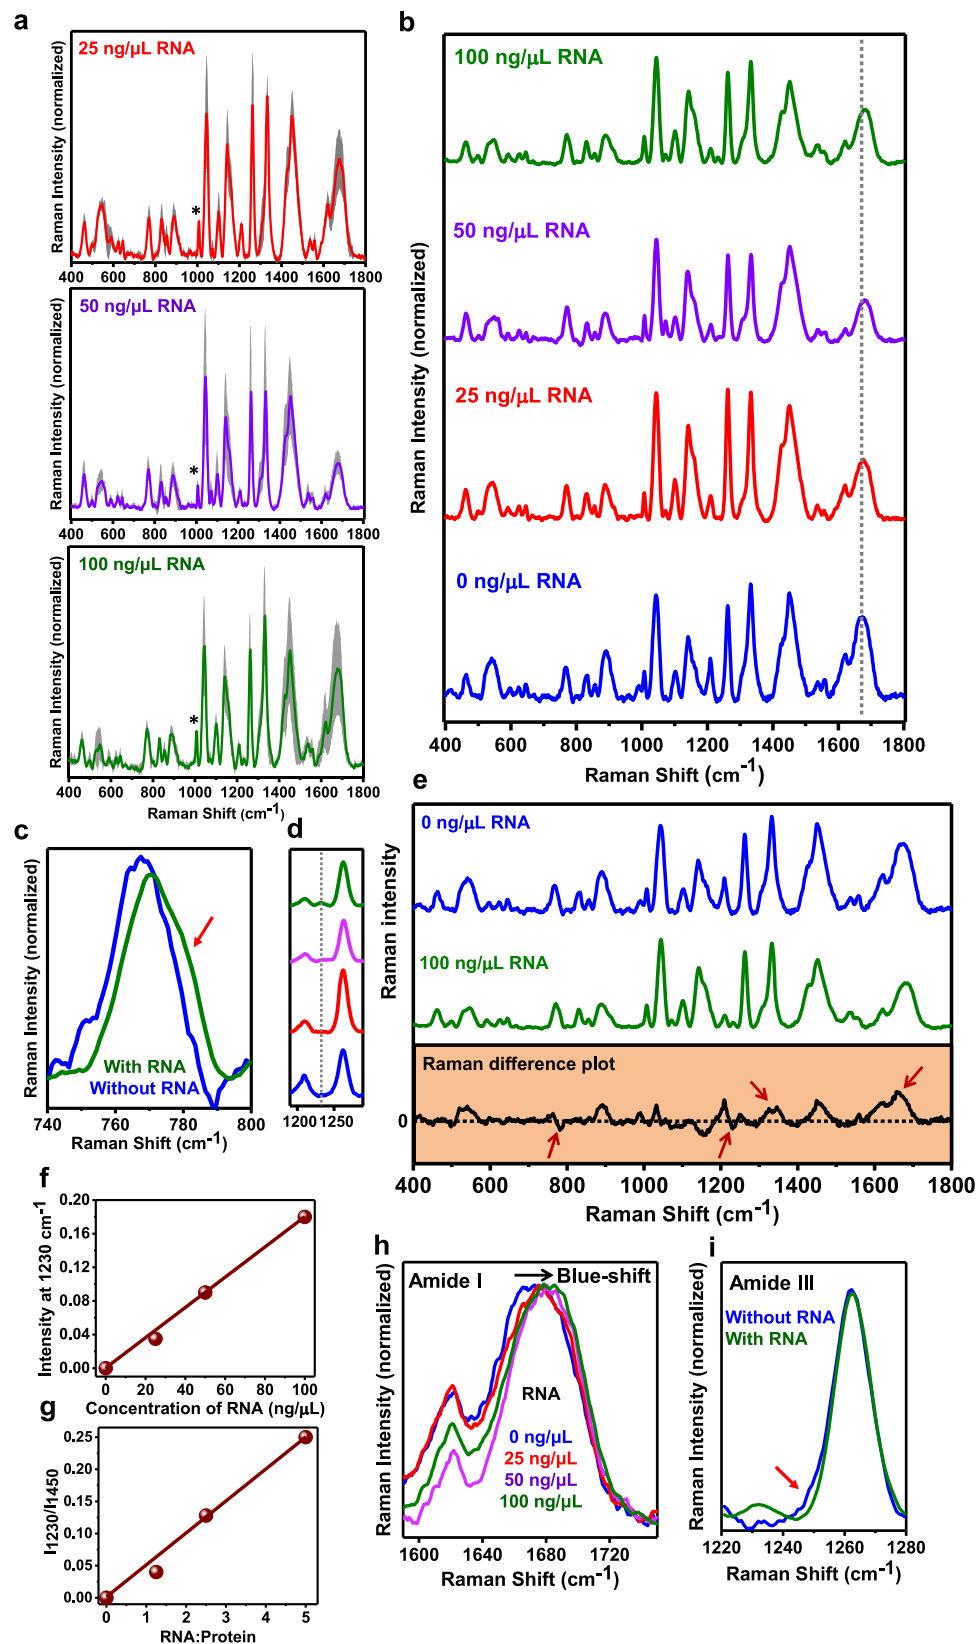 a
25 ng/µL RNA
*
Raman Intensity (normalized)
400 600 800 1000 1200 1400 1600 1800
50 ng/µL RNA
*
Raman Intensity (normalized)
400 600 800 1000 1200 1400 1600 1800
100 ng/µL RNA
*
Raman Intensity (normalized)
400 600 800 1000 1200 1400 1600 1800
Raman Shift (cm⁻¹)
b
100 ng/µL RNA
50 ng/µL RNA
25 ng/µL RNA
0 ng/µL RNA
Raman Intensity (normalized)
400 600 800 1000 1200 1400 1600 1800
Raman Shift (cm⁻¹)
c
Raman Intensity (normalized)
With RNA
Without RNA
740 760 780 800
Raman Shift (cm⁻¹)
d
1200 1250
e
0 ng/µL RNA
100 ng/µL RNA
Raman intensity
Raman difference plot
0
400 600 800 1000 1200 1400 1600 1800
Raman Shift (cm⁻¹)
f
Intensity at 1230 cm⁻¹
0.20
0.16
0.12
0.08
0.04
0.00
0 20 40 60 80 100
Concentration of RNA (ng/µL)
g
I1230/I1450
0.25
0.20
0.15
0.10
0.05
0.00
0 1 2 3 4 5
RNA:Protein
h
Amide I
Blue-shift
RNA
0 ng/µL
25 ng/µL
50 ng/µL
100 ng/µL
Raman Intensity (normalized)
1600 1640 1680 1720
Raman Shift (cm⁻¹)
i
Amide III
Without RNA
With RNA
Raman Intensity (normalized)
1220 1240 1260 1280
Raman Shift (cm⁻¹)